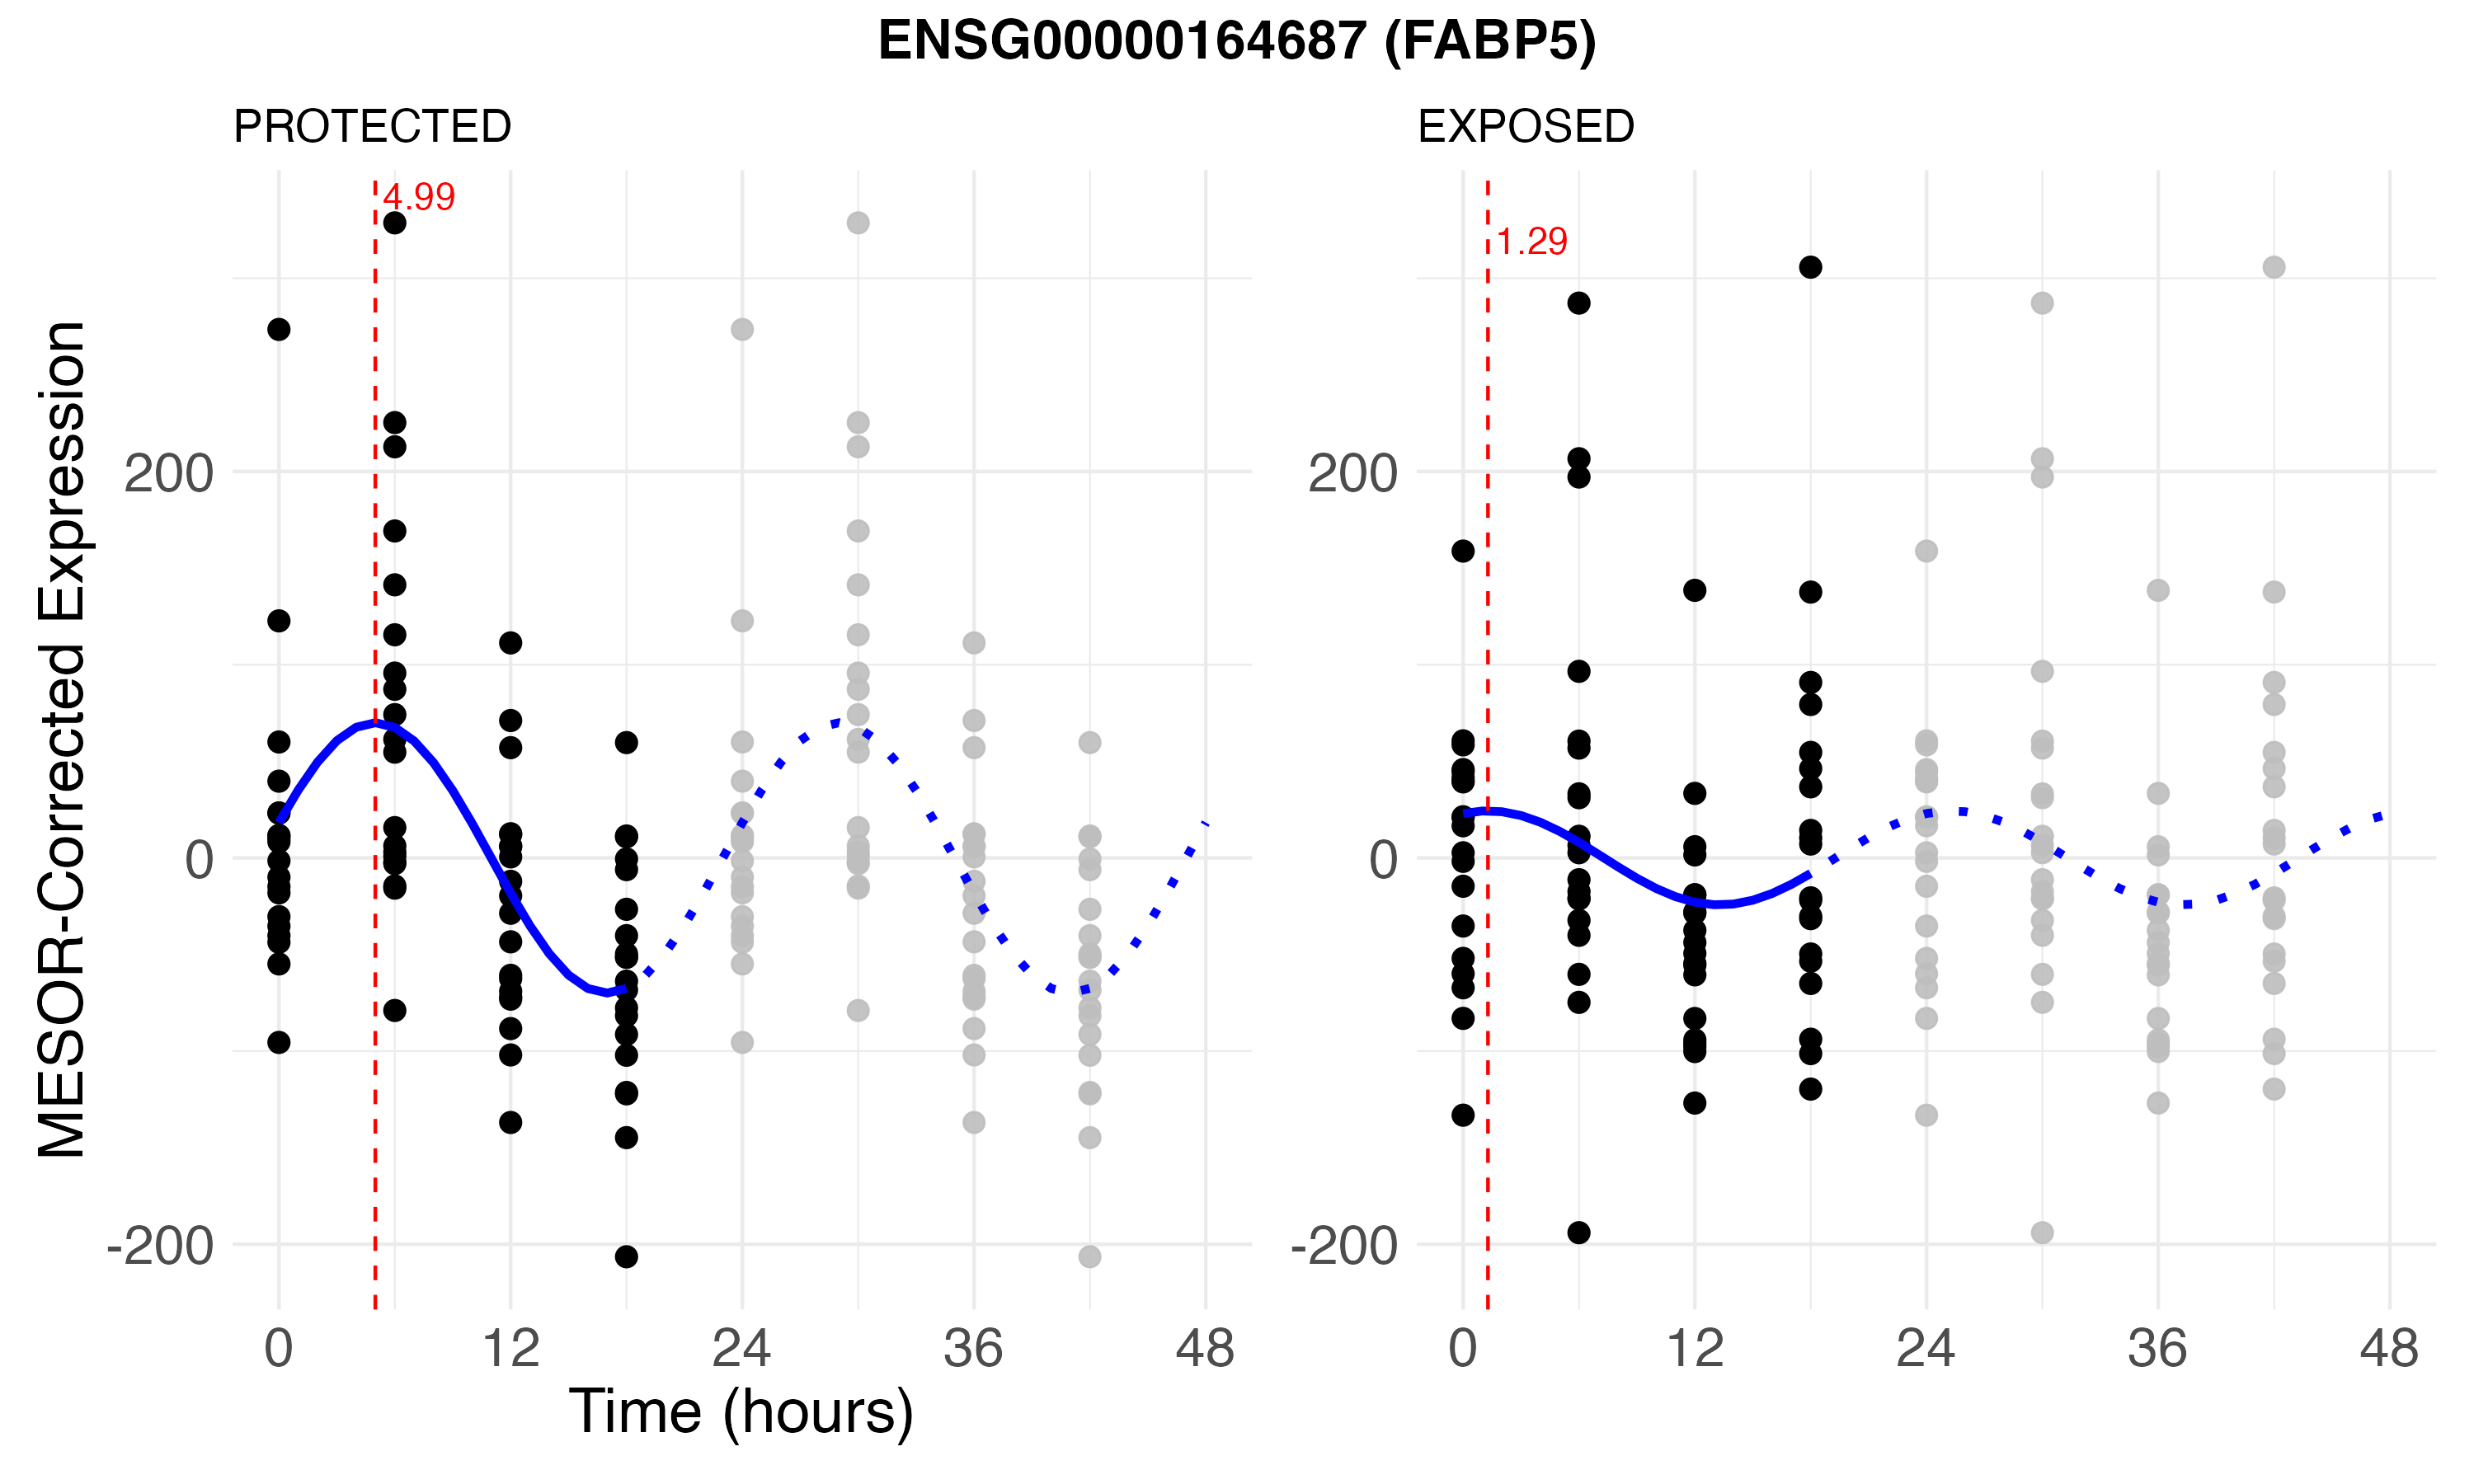 ENSG00000164687 (FABP5)
PROTECTED
EXPOSED
MESOR-Corrected Expression
4.99
200
0
-200
0 12 24 36 48
Time (hours)
1.29
200
0
-200
0 12 24 36 48